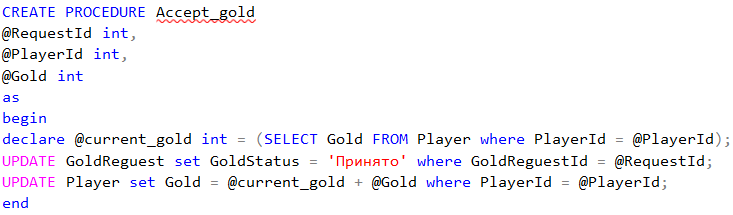 CREATE PROCEDURE Accept_gold
@RequestId int,
@PlayerId int,
@Gold int
as
begin
declare @current_gold int = (SELECT Gold FROM Player where PlayerId = @PlayerId);
UPDATE GoldReguest set GoldStatus = 'Принято' where GoldReguestId = @RequestId;
UPDATE Player set Gold = @current_gold + @Gold where PlayerId = @PlayerId;
end